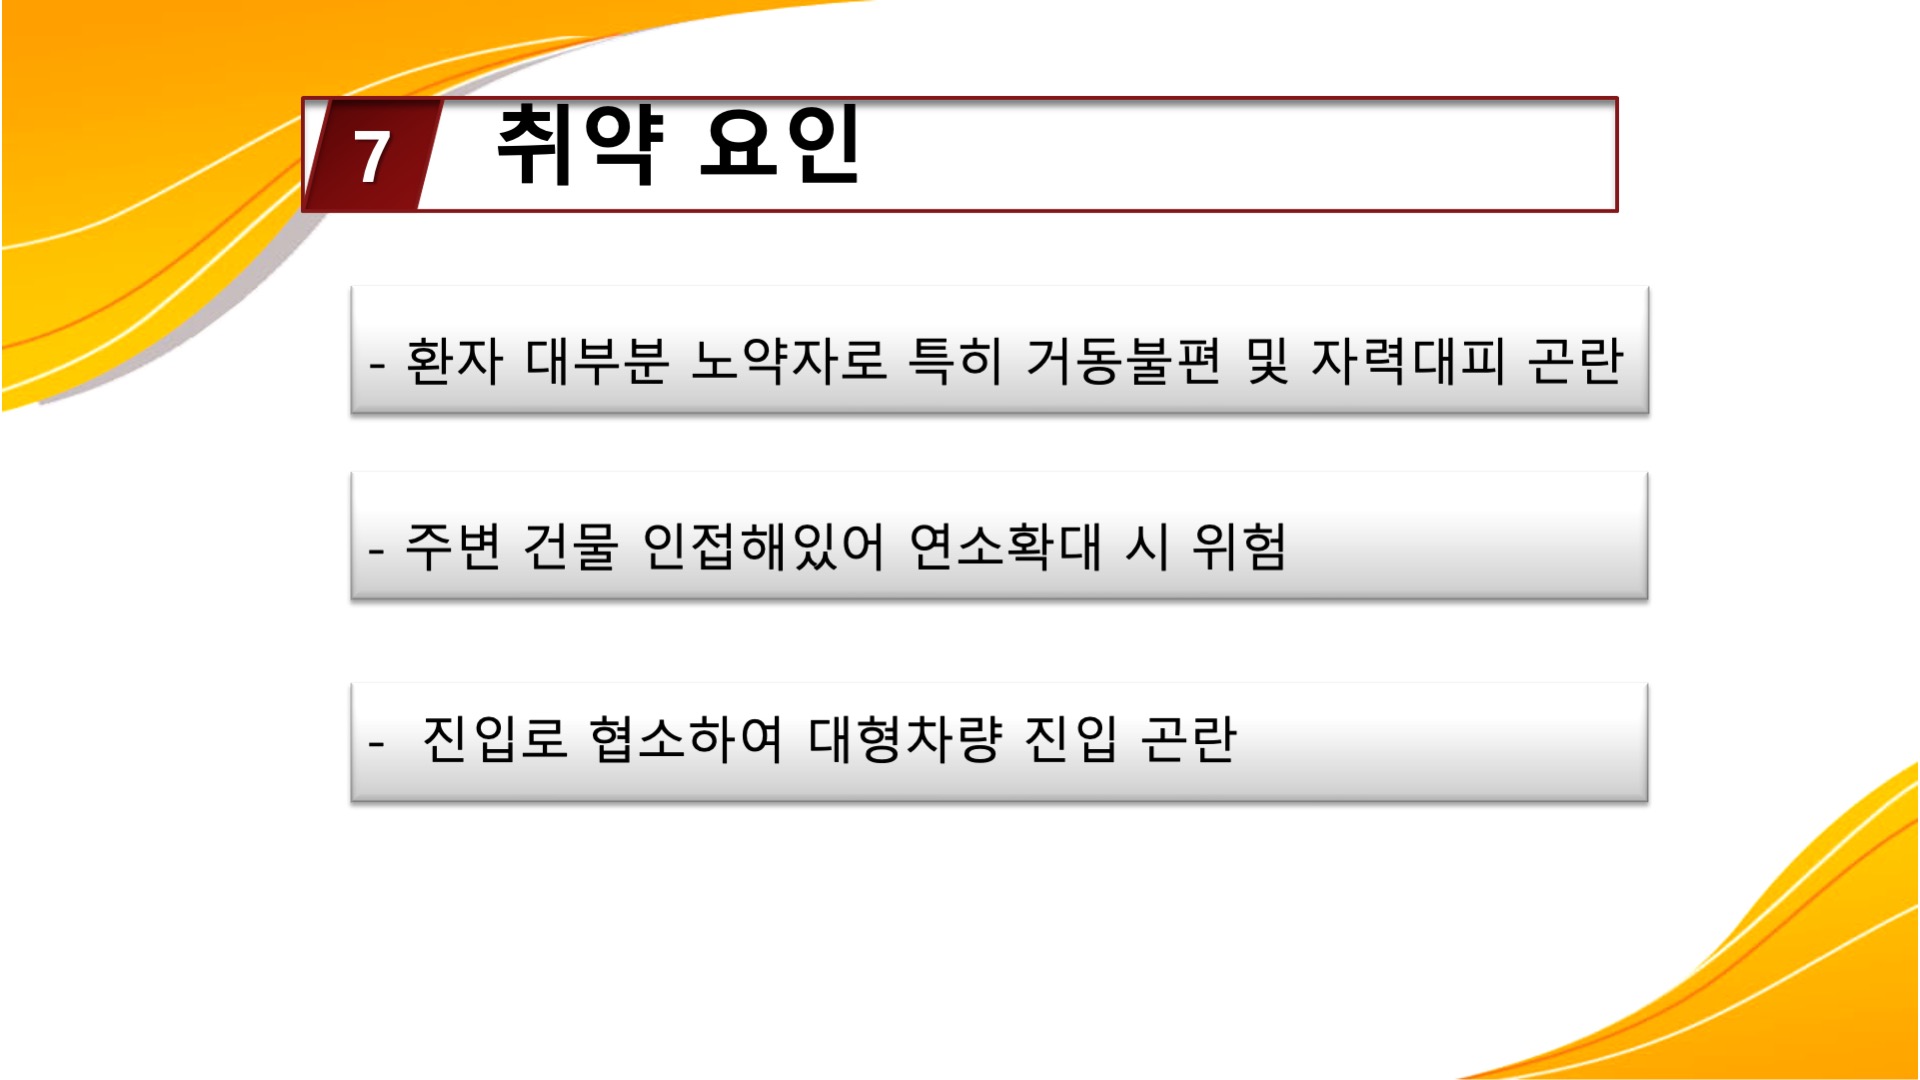 7 취약 요인
- 환자 대부분 노약자로 특히 거동불편 및 자력대피 곤란
- 주변 건물 인접해있어 연소확대 시 위험
- 진입로 협소하여 대형차량 진입 곤란